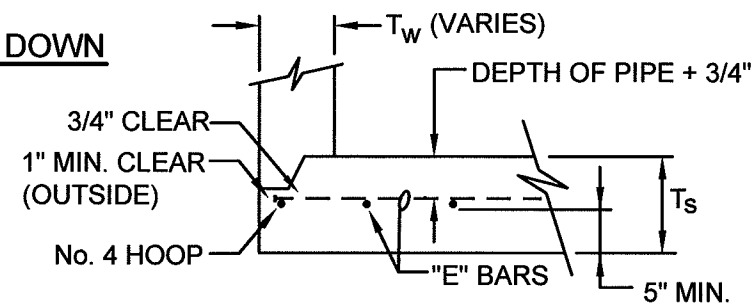 DOWN
T_W (VARIES)
DEPTH OF PIPE + 3/4"
3/4" CLEAR
1" MIN. CLEAR
(OUTSIDE)
T_S
No. 4 HOOP
"E" BARS
5" MIN.